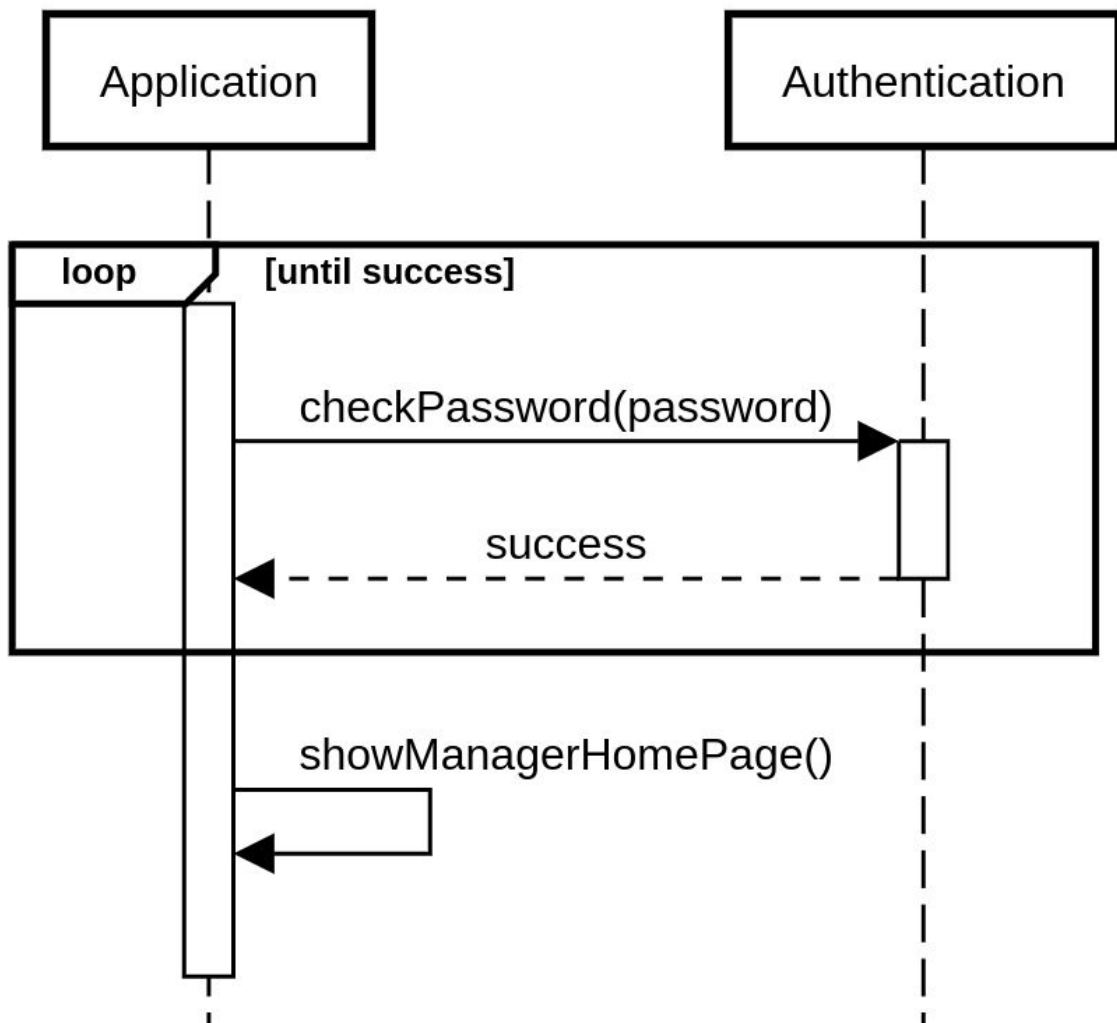 Application
Authentication
loop
[until success]
checkPassword(password)
success
showManagerHomePage()